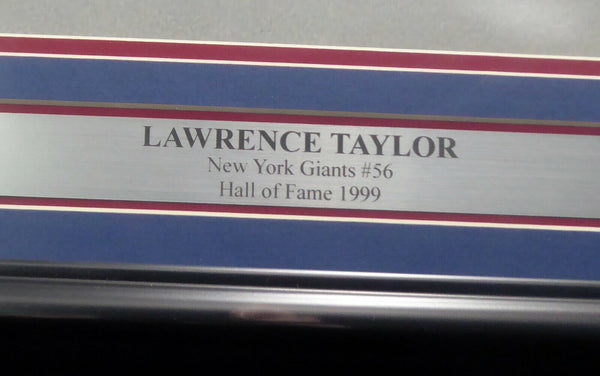 LAWRENCE TAYLOR
New York Giants #56
Hall of Fame 1999